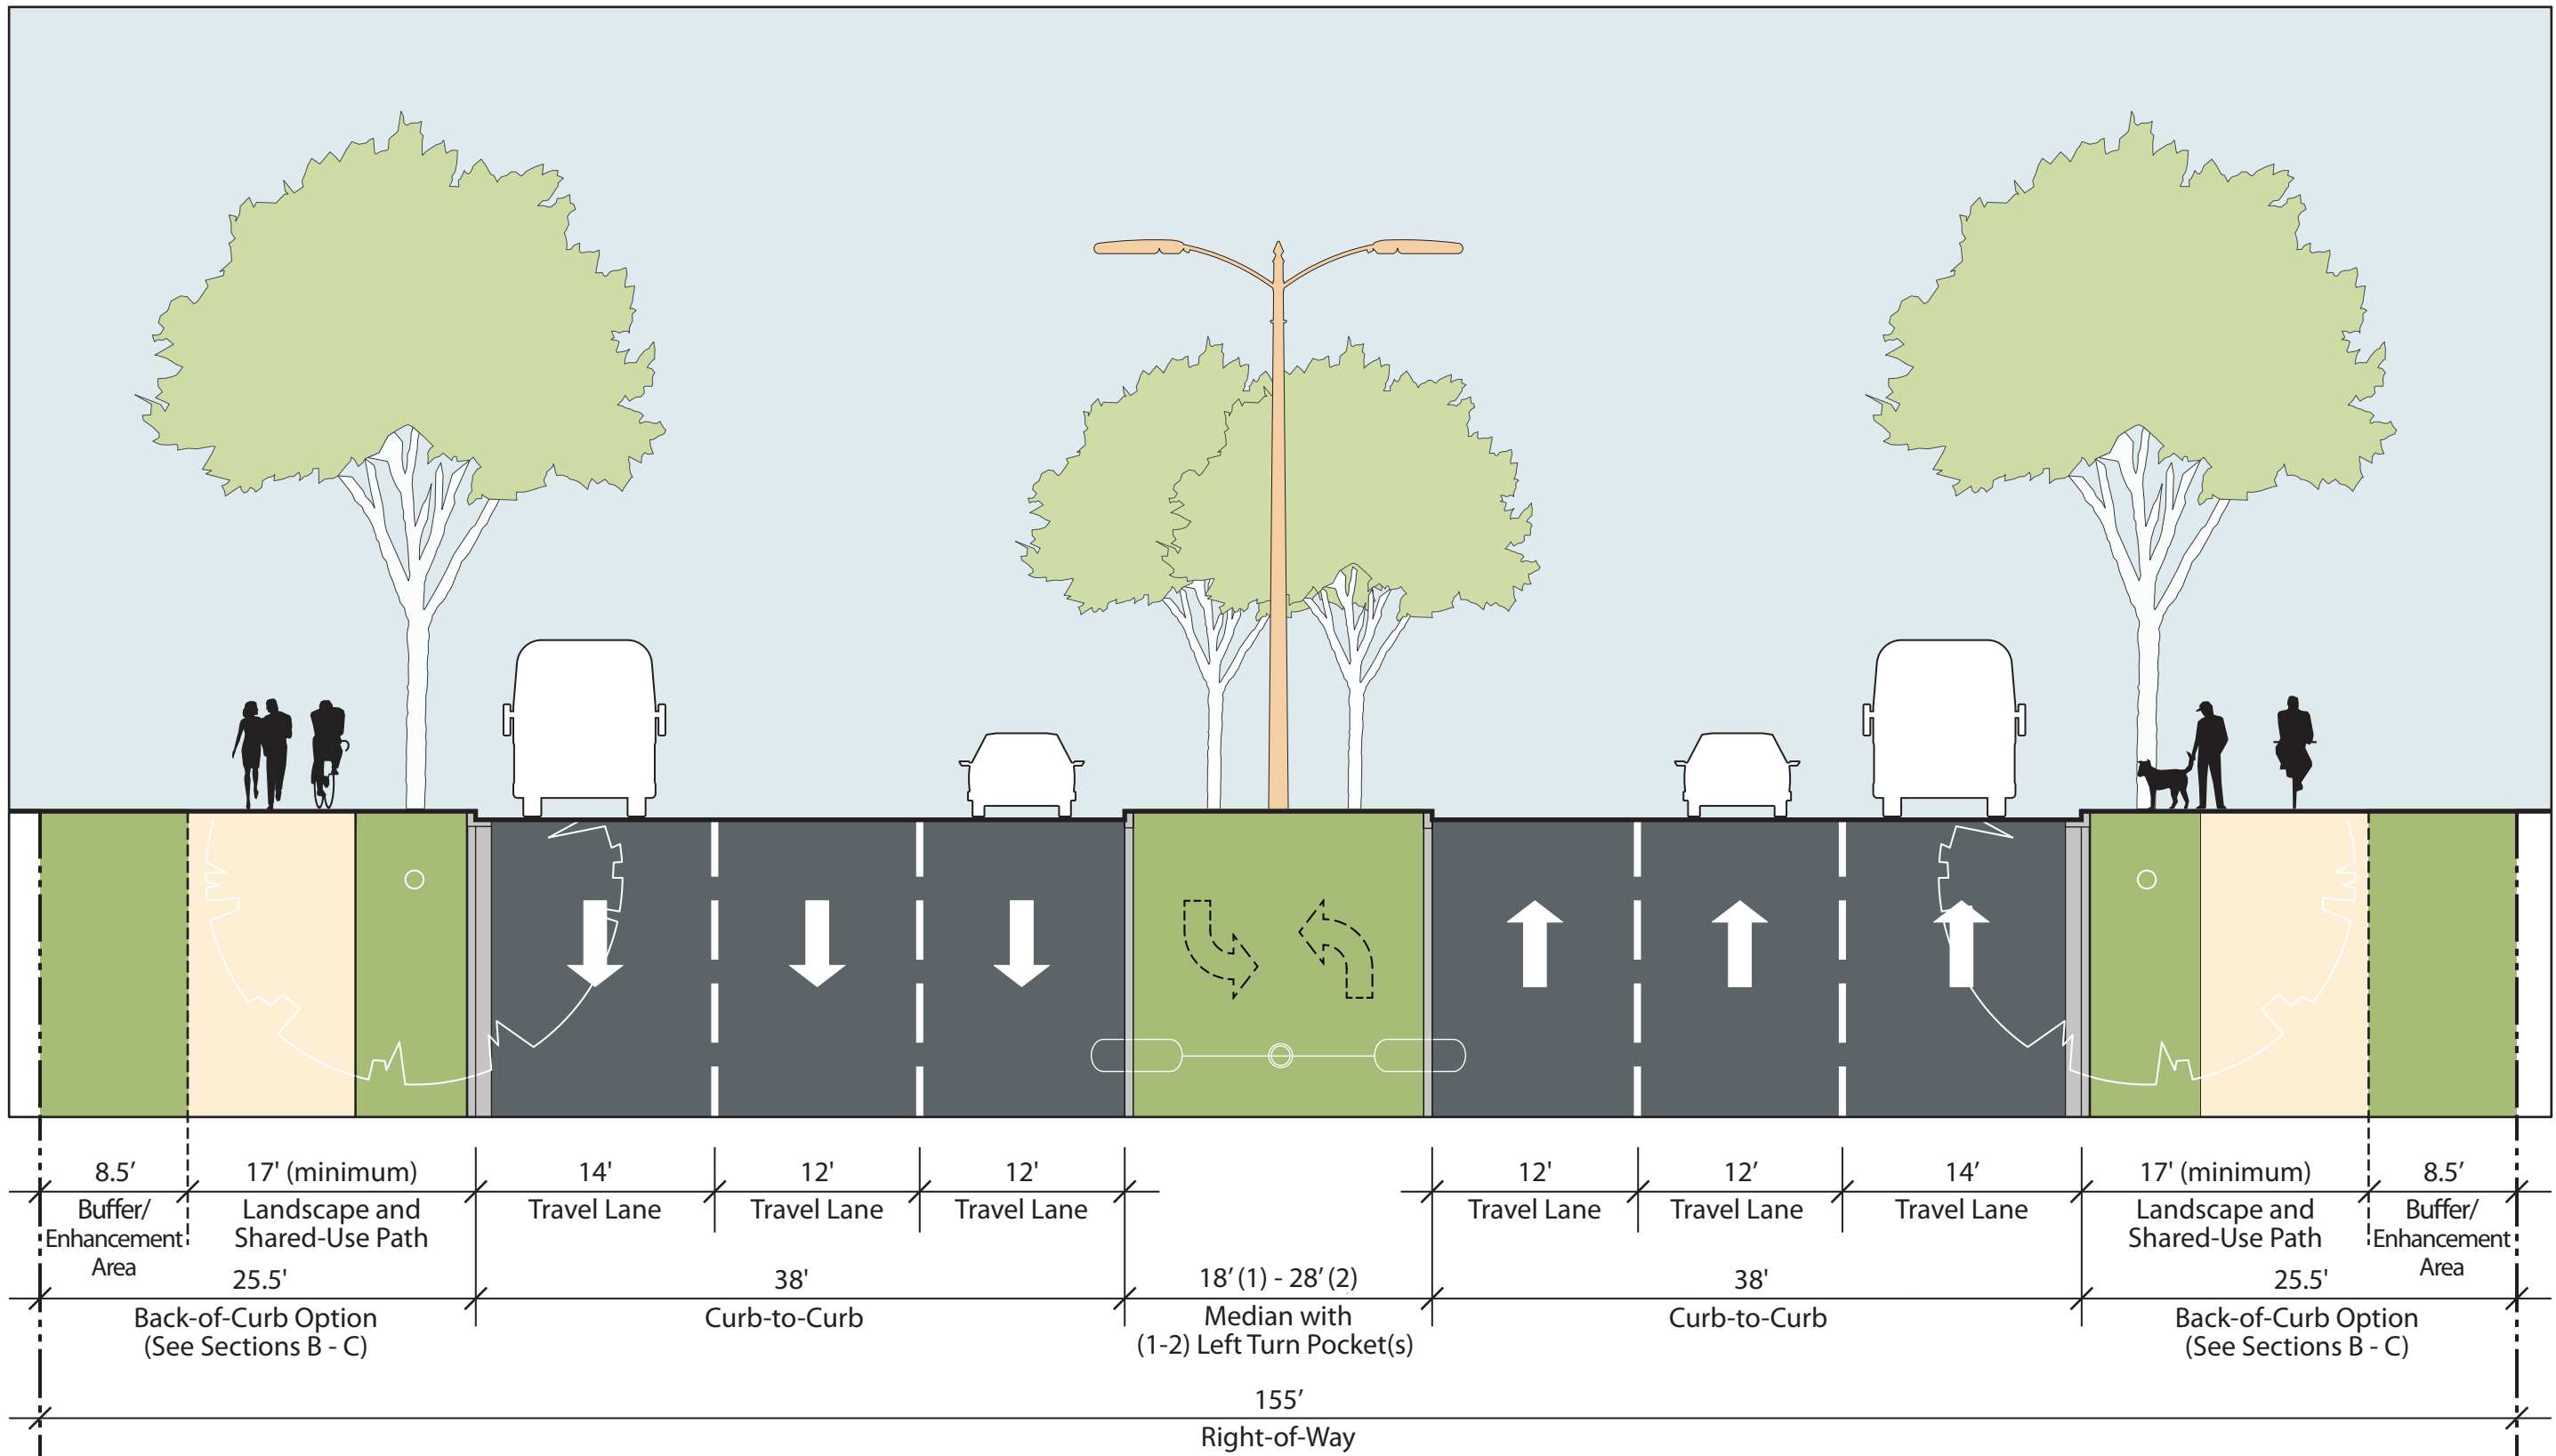 8.5’ 17' (minimum) 14' 12' 12' 12' 12’ 14’ 17' (minimum) 8.5’
Buffer/ Landscape and Travel Lane Travel Lane Travel Lane Travel Lane Travel Lane Travel Lane Landscape and Buffer/
Enhancement Shared-Use Path Shared-Use Path Enhancement
Area Area
25.5' 38' 18’ (1) - 28’ (2) 38' 25.5'
Back-of-Curb Option Curb-to-Curb Median with Curb-to-Curb Back-of-Curb Option
(See Sections B - C) (1-2) Left Turn Pocket(s) (See Sections B - C)
155’
Right-of-Way